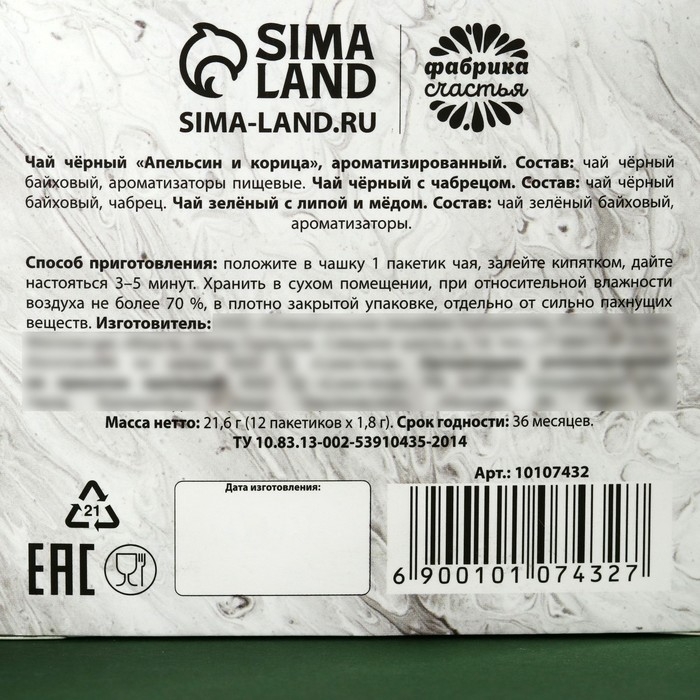 SIMA
LAND
SIMA-LAND.RU
фабрика
счастья
Чай чёрный «Апельсин и корица», ароматизированный. Состав: чай чёрный
байховый, ароматизаторы пищевые. Чай чёрный с чабрецом. Состав: чай чёрный
байховый, чабрец. Чай зелёный с липой и мёдом. Состав: чай зелёный байховый,
ароматизаторы.
Способ приготовления: положите в чашку 1 пакетик чая, залейте кипятком, дайте
настояться 3–5 минут. Хранить в сухом помещении, при относительной влажности
воздуха не более 70 %, в плотно закрытой упаковке, отдельно от сильно пахнущих
веществ. Изготовитель:
Масса нетто: 21,6 г (12 пакетиков х 1,8 г). Срок годности: 36 месяцев.
ТУ 10.83.13-002-53910435-2014
Арт.: 10107432
21
Дата изготовления:
EAC
6 900101 074327